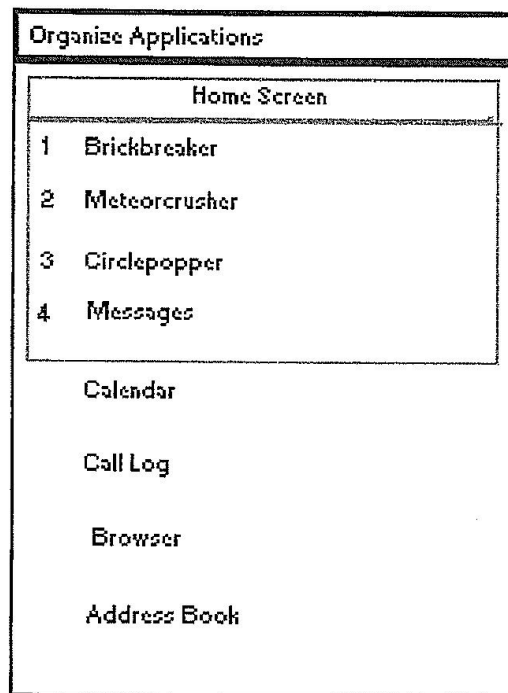 Organize Applications
Home Screen
1 Brickbreaker
2 Meteorcrusher
3 Circlepopper
4 Messages
Calendar
Call Log
Browser
Address Book